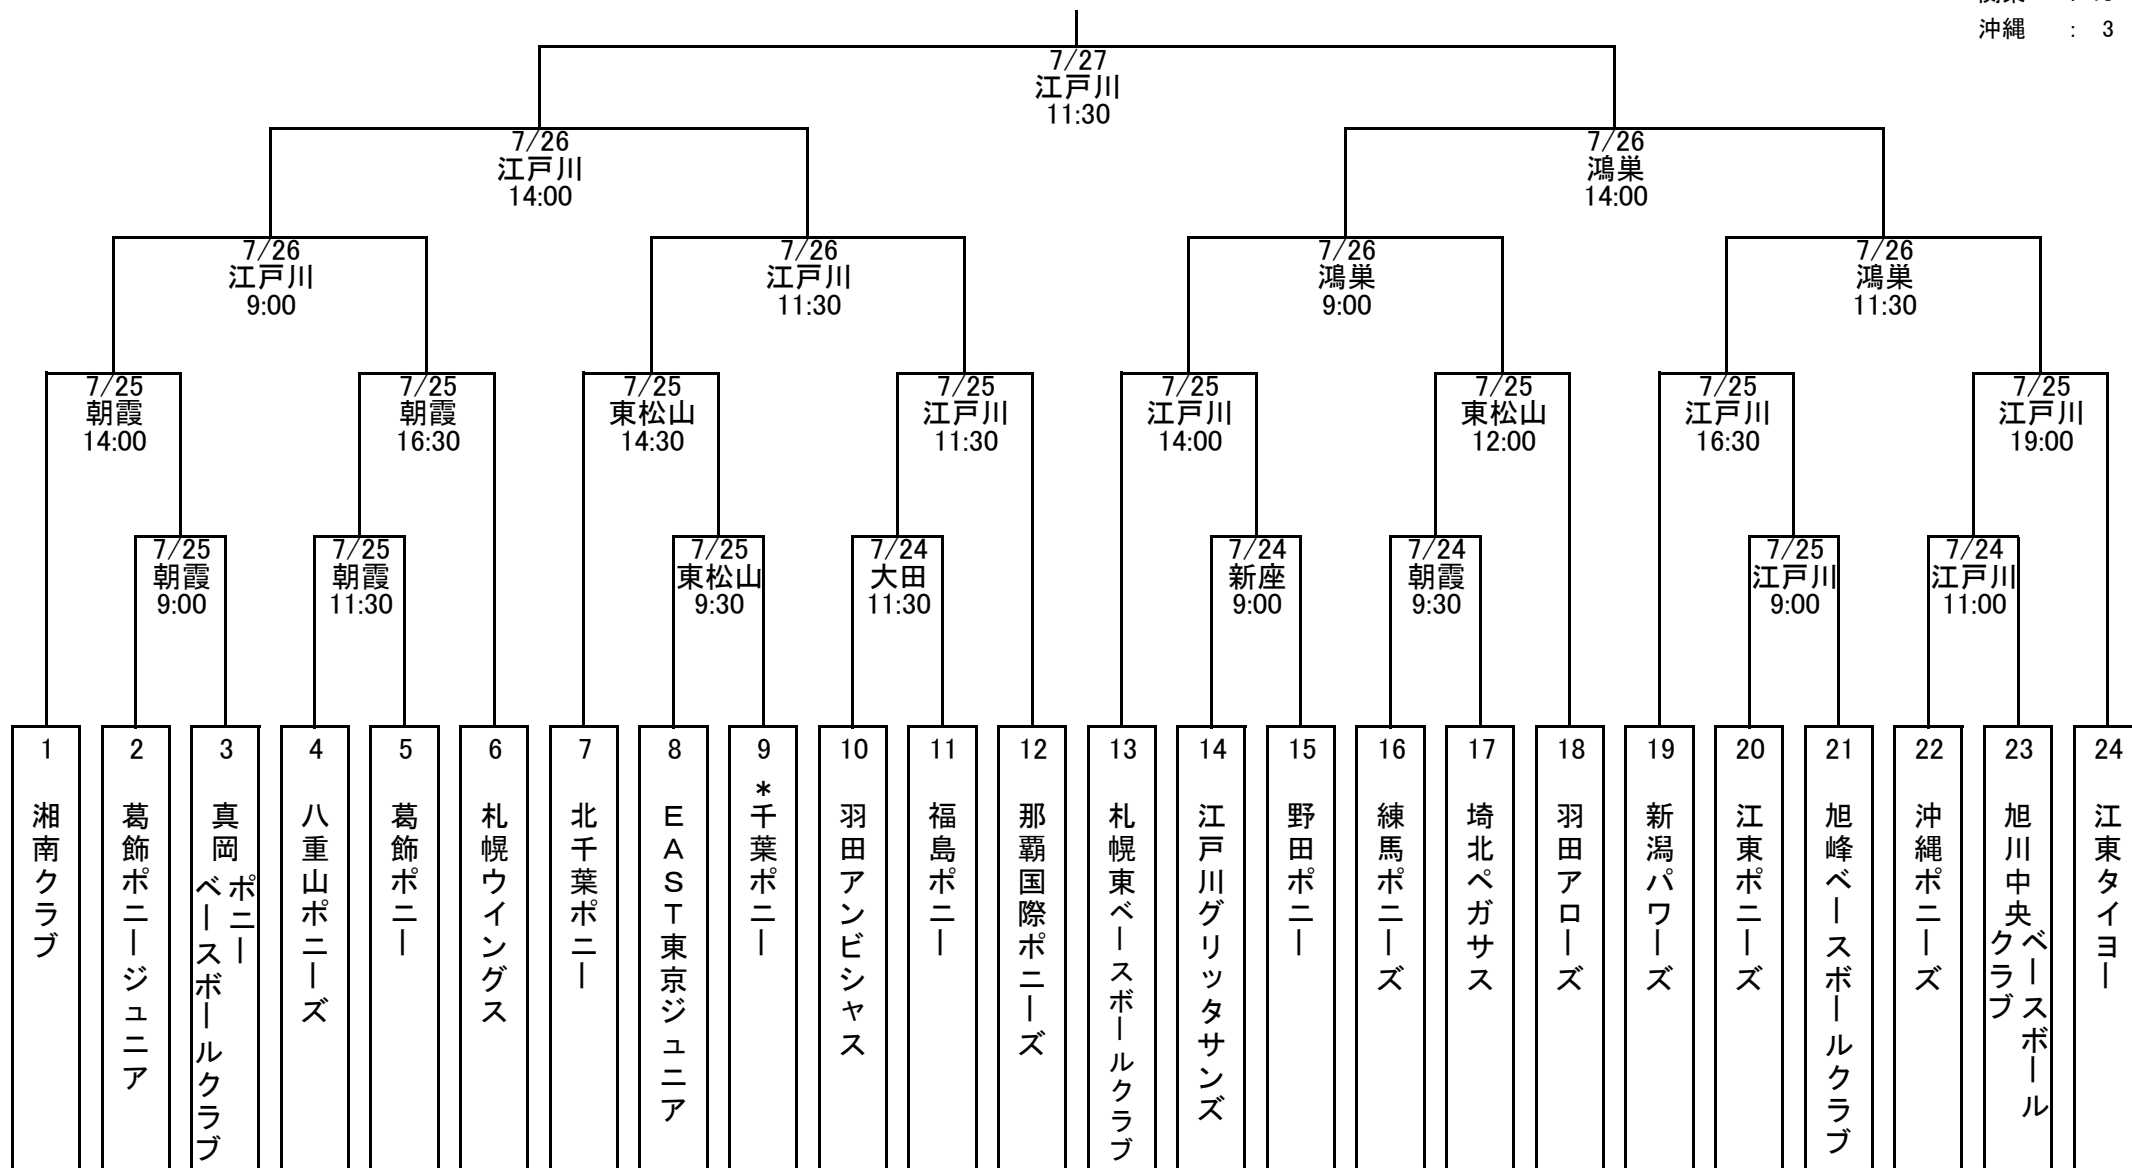 沖縄 : 3
7/27
江戸川
11:30
7/26
江戸川
14:00
7/26
鴻巣
14:00
7/26
江戸川
9:00
7/26
江戸川
11:30
7/26
鴻巣
9:00
7/26
鴻巣
11:30
7/25
朝霞
14:00
7/25
朝霞
16:30
7/25
東松山
14:30
7/25
江戸川
11:30
7/25
江戸川
14:00
7/25
東松山
12:00
7/25
江戸川
16:30
7/25
江戸川
19:00
7/25
朝霞
9:00
7/25
朝霞
11:30
7/25
東松山
9:30
7/24
大田
11:30
7/24
新座
9:00
7/24
朝霞
9:30
7/25
江戸川
9:00
7/24
江戸川
11:00
1
湘南クラブ
2
葛飾ポニージュニア
3
真岡
ポニー
ベースボールクラブ
4
八重山ポニーズ
5
葛飾ポニー
6
札幌ウイングス
7
北千葉ポニー
8
EAST東京ジュニア
9
*千葉ポニー
10
羽田アンビシャス
11
福島ポニー
12
那覇国際ポニーズ
13
札幌東ベースボールクラブ
14
江戸川グリッタサンズ
15
野田ポニー
16
練馬ポニーズ
17
埼北ペガサス
18
羽田アローズ
19
新潟パワーズ
20
江東ポニーズ
21
旭峰ベースボールクラブ
22
沖縄ポニーズ
23
旭川中央
ベースボール
クラブ
24
江東タイヨー